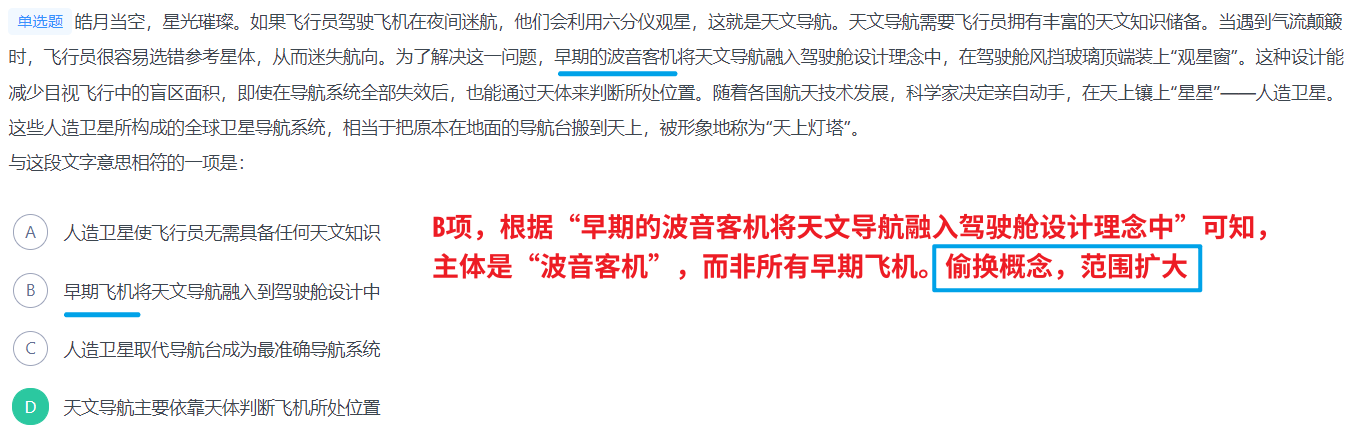 单选题 皓月当空，星光璀璨。如果飞行员驾驶飞机在夜间迷航，他们会利用六分仪观星，这就是天文导航。天文导航需要飞行员拥有丰富的天文知识储备。当遇到气流颠簸
时，飞行员很容易选错参考星体，从而迷失航向。为了解决这一问题，早期的波音客机将天文导航融入驾驶舱设计理念中，在驾驶舱风挡玻璃顶端装上“观星窗”。这种设计能
减少目视飞行中的盲区面积，即使在导航系统全部失效后，也能通过天体来判断所处位置。随着各国航天技术发展，科学家决定亲自动手，在天上镶上“星星”——人造卫星。
这些人造卫星所构成的全球卫星导航系统，相当于把原本在地面的导航台搬到天上，被形象地称为“天上灯塔”。
与这段文字意思相符的一项是：
A 人造卫星使飞行员无需具备任何天文知识
B项，根据“早期的波音客机将天文导航融入驾驶舱设计理念中”可知，
主体是“波音客机”，而非所有早期飞机。偷换概念，范围扩大
B 早期飞机将天文导航融入到驾驶舱设计中
C 人造卫星取代导航台成为最准确导航系统
D 天文导航主要依靠天体判断飞机所处位置